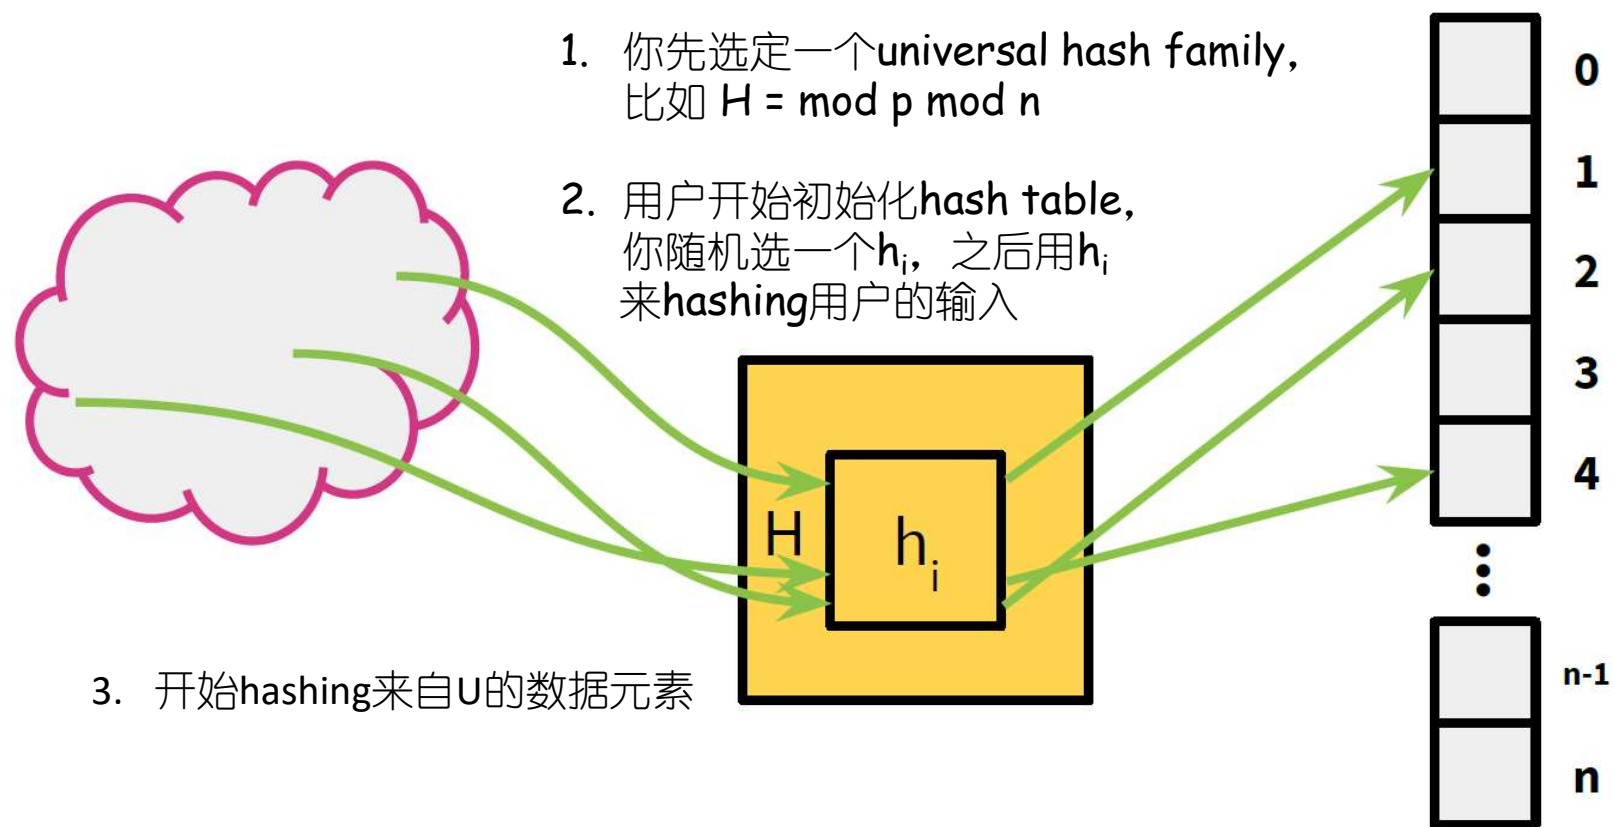 1. 你先选定一个universal hash family,
比如 H = mod p mod n
2. 用户开始初始化hash table,
你随机选一个hᵢ, 之后用hᵢ
来hashing用户的输入
3. 开始hashing来自U的数据元素
H
hᵢ
0
1
2
3
4
n-1
n